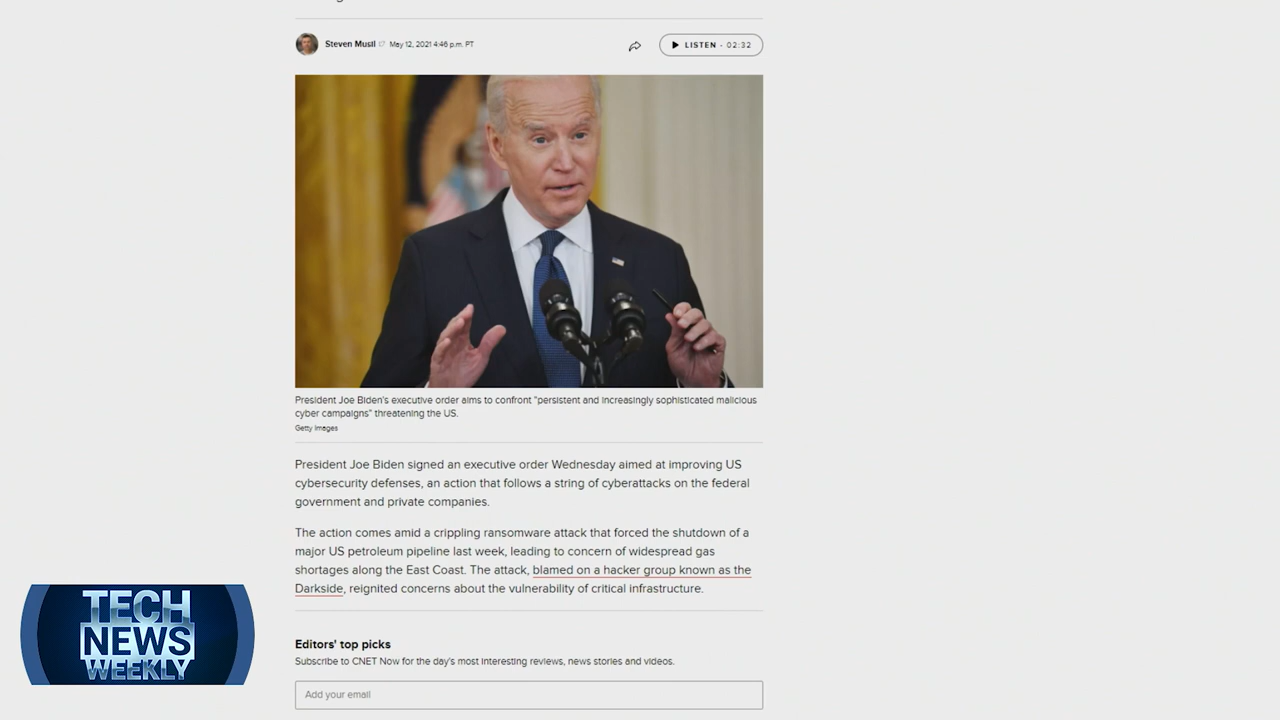 Steven Musil May 12, 2021 4:46 p.m. PT
LISTEN - 02:32
President Joe Biden's executive order aims to confront "persistent and increasingly sophisticated malicious
cyber campaigns" threatening the US.
Getty Images
President Joe Biden signed an executive order Wednesday aimed at improving US
cybersecurity defenses, an action that follows a string of cyberattacks on the federal
government and private companies.
The action comes amid a crippling ransomware attack that forced the shutdown of a
major US petroleum pipeline last week, leading to concern of widespread gas
shortages along the East Coast. The attack, blamed on a hacker group known as the
Darkside, reignited concerns about the vulnerability of critical infrastructure.
Editors' top picks
Subscribe to CNET Now for the day's most interesting reviews, news stories and videos.
Add your email
TECH
NEWS
WEEKLY